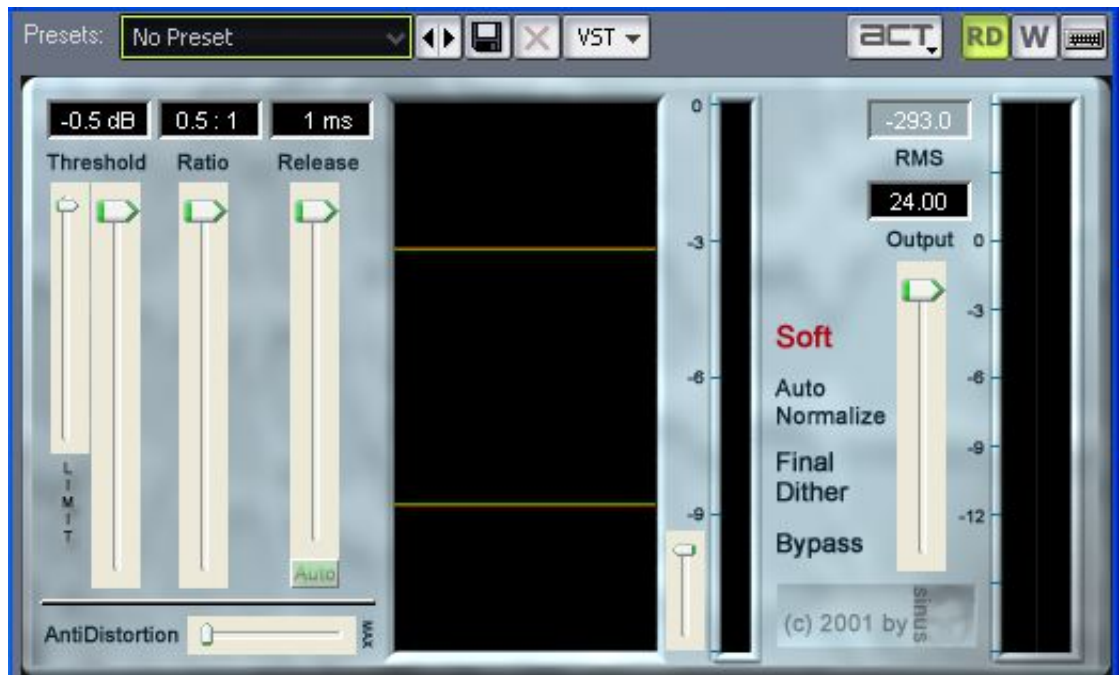 Presets: No Preset VST ACT RD W
-0.5 dB 0.5 : 1 1 ms
Threshold Ratio Release
LIMIT
Auto
AntiDistortion MAX
0
-3
-6
-9
-293.0
RMS
24.00
Output
0
-3
-6
-9
-12
Soft
Auto
Normalize
Final
Dither
Bypass
(c) 2001 by sinus